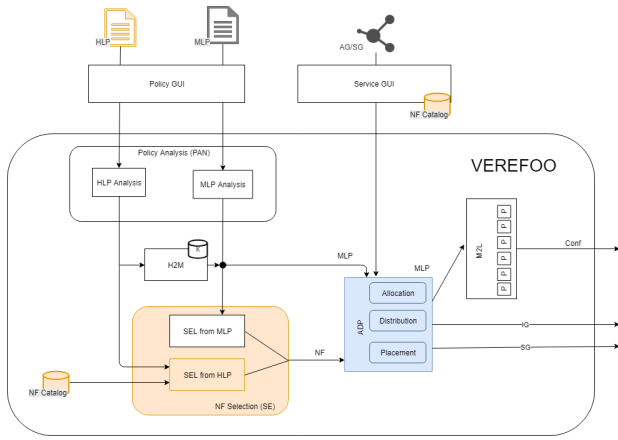 HLP
MLP
AG/SG
Policy GUI
Service GUI
NF Catalog
Policy Analysis (PAN)
VEREFOO
HLP Analysis
MLP Analysis
P
P
P
P
P
P
M2L
Conf
K
H2M
MLP
MLP
Allocation
Distribution
Placement
ADP
IG
SG
SEL from MLP
NF
SEL from HLP
NF Catalog
NF Selection (SE)